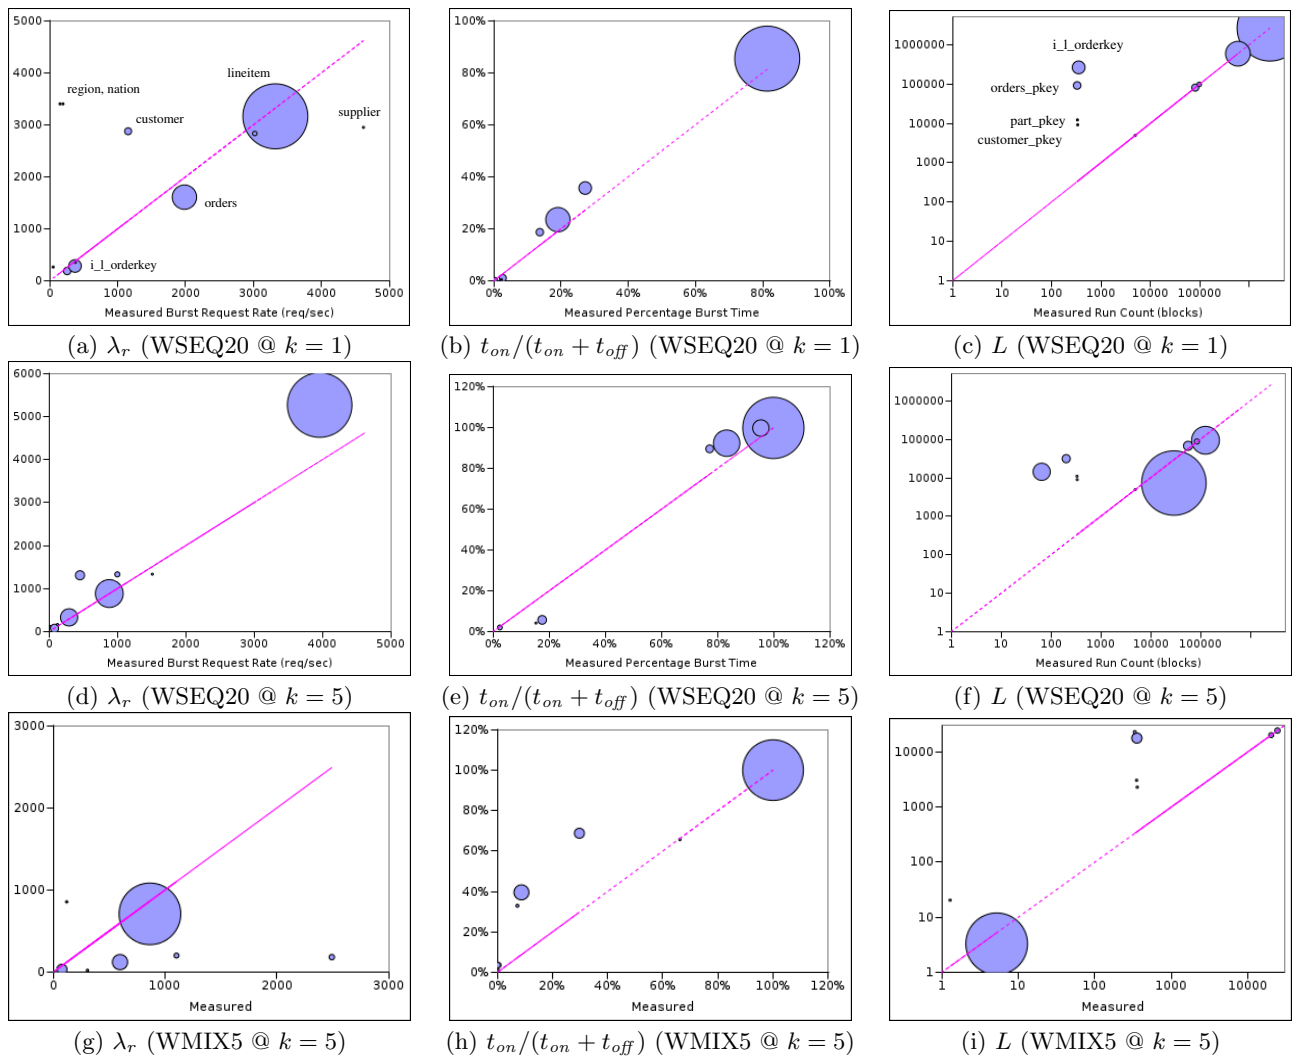 5000
4000
3000
2000
1000
0
region, nation
lineitem
customer
supplier
orders
i_l_orderkey
0 1000 2000 3000 4000 5000
Measured Burst Request Rate (req/sec)
(a) λr (WSEQ20 @ k = 1)
100%
80%
60%
40%
20%
0%
0% 20% 40% 60% 80% 100%
Measured Percentage Burst Time
(b) ton/(ton + toff) (WSEQ20 @ k = 1)
1000000
100000
10000
1000
100
10
1
i_l_orderkey
orders_pkey
part_pkey
customer_pkey
1 10 100 1000 10000 100000
Measured Run Count (blocks)
(c) L (WSEQ20 @ k = 1)
6000
5000
4000
3000
2000
1000
0
0 1000 2000 3000 4000 5000
Measured Burst Request Rate (req/sec)
(d) λr (WSEQ20 @ k = 5)
120%
100%
80%
60%
40%
20%
0%
0% 20% 40% 60% 80% 100% 120%
Measured Percentage Burst Time
(e) ton/(ton + toff) (WSEQ20 @ k = 5)
1000000
100000
10000
1000
100
10
1
1 10 100 1000 10000 100000
Measured Run Count (blocks)
(f) L (WSEQ20 @ k = 5)
3000
2000
1000
0
0 1000 2000 3000
Measured
(g) λr (WMIX5 @ k = 5)
120%
100%
80%
60%
40%
20%
0%
0% 20% 40% 60% 80% 100% 120%
Measured
(h) ton/(ton + toff) (WMIX5 @ k = 5)
10000
1000
100
10
1
1 10 100 1000 10000
Measured
(i) L (WMIX5 @ k = 5)